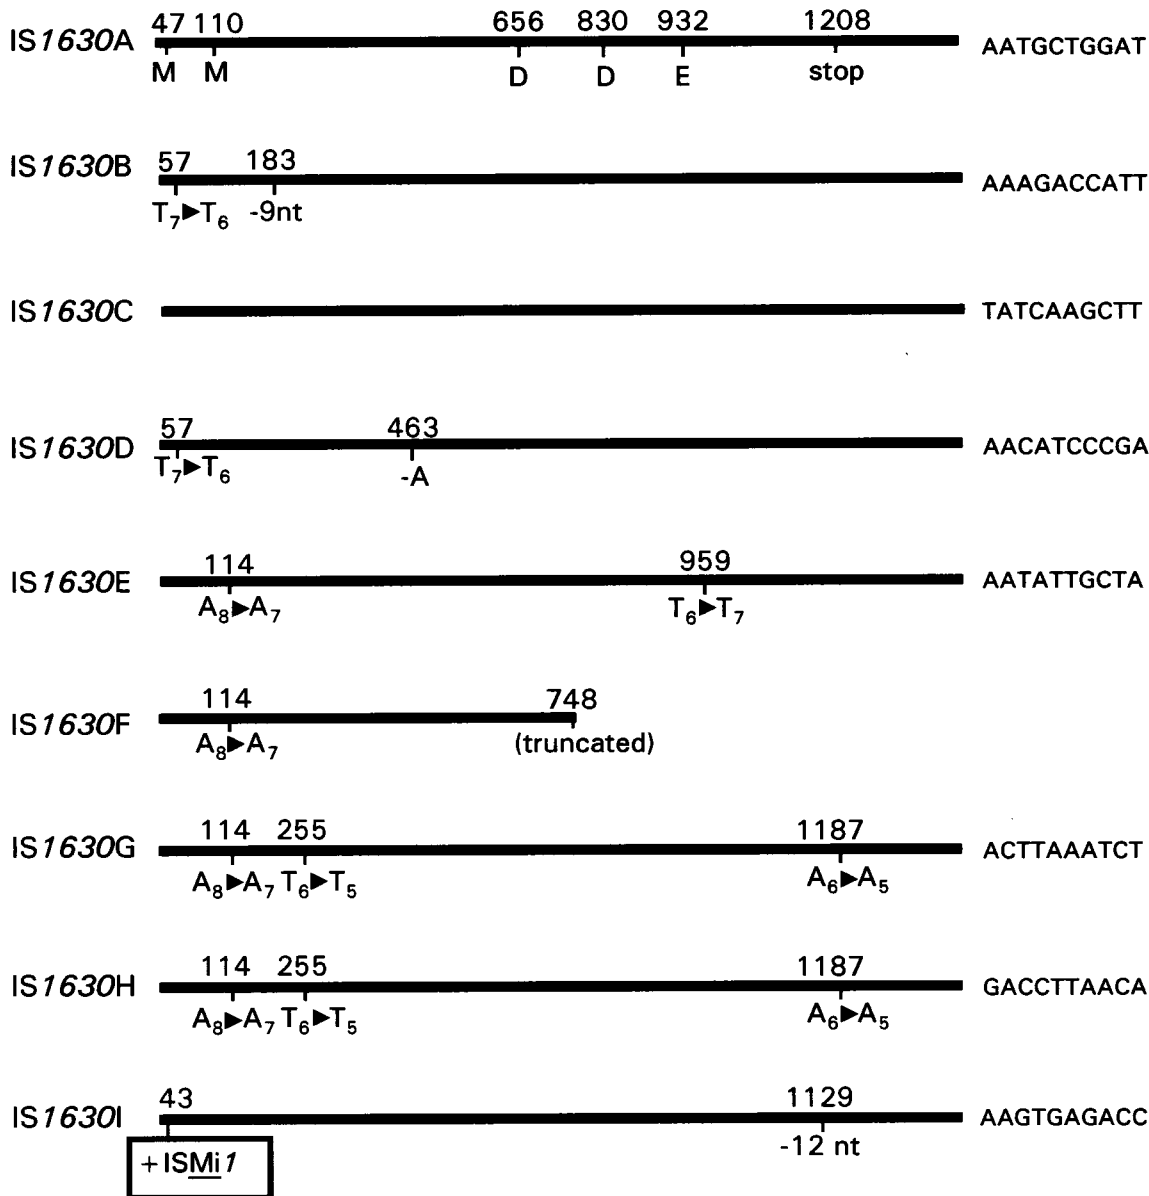 IS1630A 47 110 656 830 932 1208 AATGCTGGAT
M M D D E stop
IS1630B 57 183 AAAGACCATT
T7▶T6 -9nt
IS1630C TATCAAGCTT
IS1630D 57 463 AACATCCCGA
T7▶T6 -A
IS1630E 114 959 AATATTGCTA
A8▶A7 T6▶T7
IS1630F 114 748
A8▶A7 (truncated)
IS1630G 114 255 1187 ACTTAAATCT
A8▶A7 T6▶T5 A6▶A5
IS1630H 114 255 1187 GACCTTAACA
A8▶A7 T6▶T5 A6▶A5
IS1630I 43 1129 AAGTGAGACC
+ISMi1 -12 nt